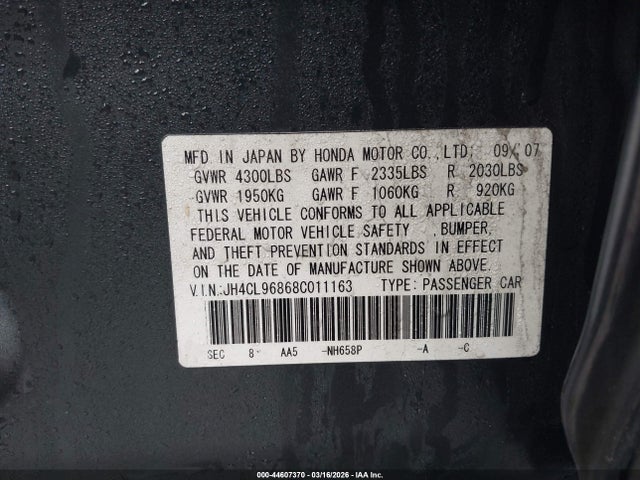 MFD. IN JAPAN BY HONDA MOTOR CO.,LTD. 09/'07
GVWR 4300LBS GAWR F 2335LBS R 2030LBS
GVWR 1950KG GAWR F 1060KG R 920KG
THIS VEHICLE CONFORMS TO ALL APPLICABLE
FEDERAL MOTOR VEHICLE SAFETY ,BUMPER,
AND THEFT PREVENTION STANDARDS IN EFFECT
ON THE DATE OF MANUFACTURE SHOWN ABOVE.
V.I.N:JH4CL96868C011163 TYPE: PASSENGER CAR
SEC 8 AA5 -NH658P -A -C
000-44607370 - 03/16/2026 - IAA Inc.